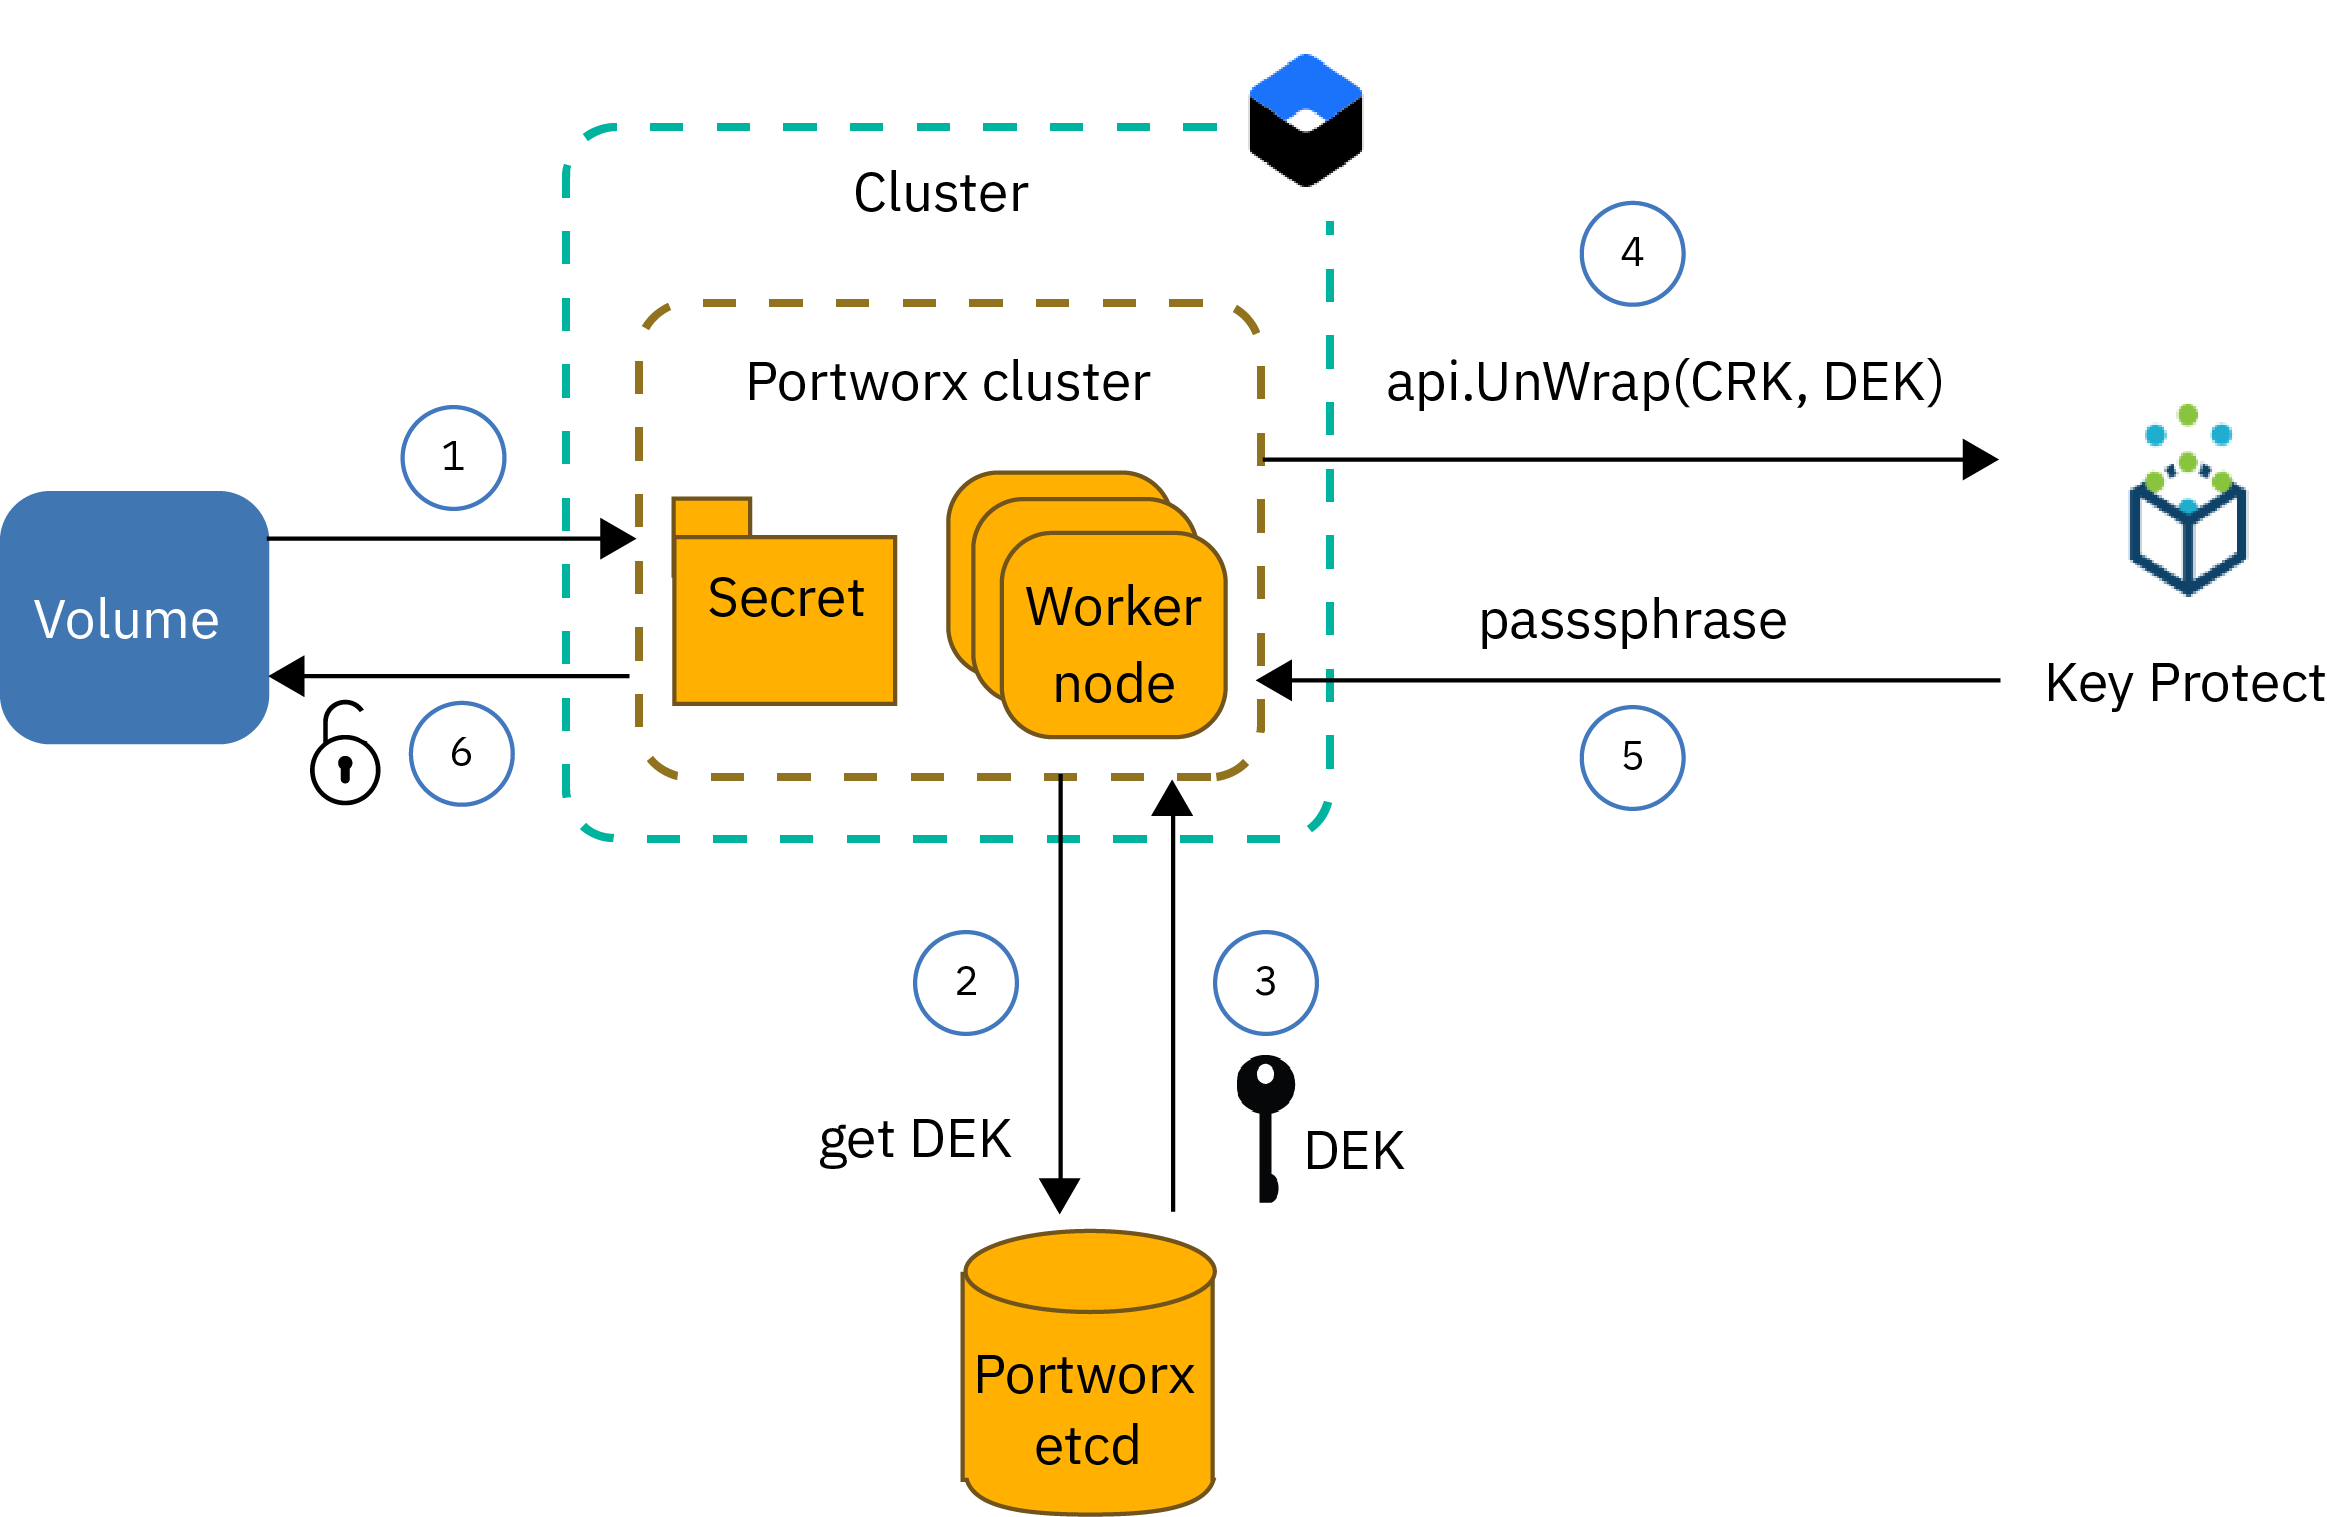 Cluster
4
Portworx cluster
api.UnWrap(CRK, DEK)
1
Volume
Secret
Worker
node
passsphrase
Key Protect
6
5
2
3
get DEK
DEK
Portworx
etcd